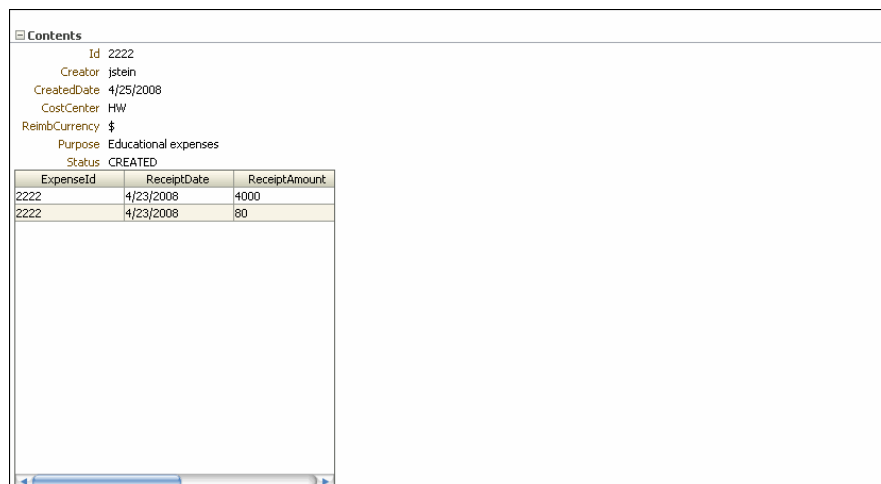 Contents
Id 2222
Creator jstein
CreatedDate 4/25/2008
CostCenter HW
ReimbCurrency $
Purpose Educational expenses
Status CREATED
ExpenseId ReceiptDate ReceiptAmount
2222 4/23/2008 4000
2222 4/23/2008 80